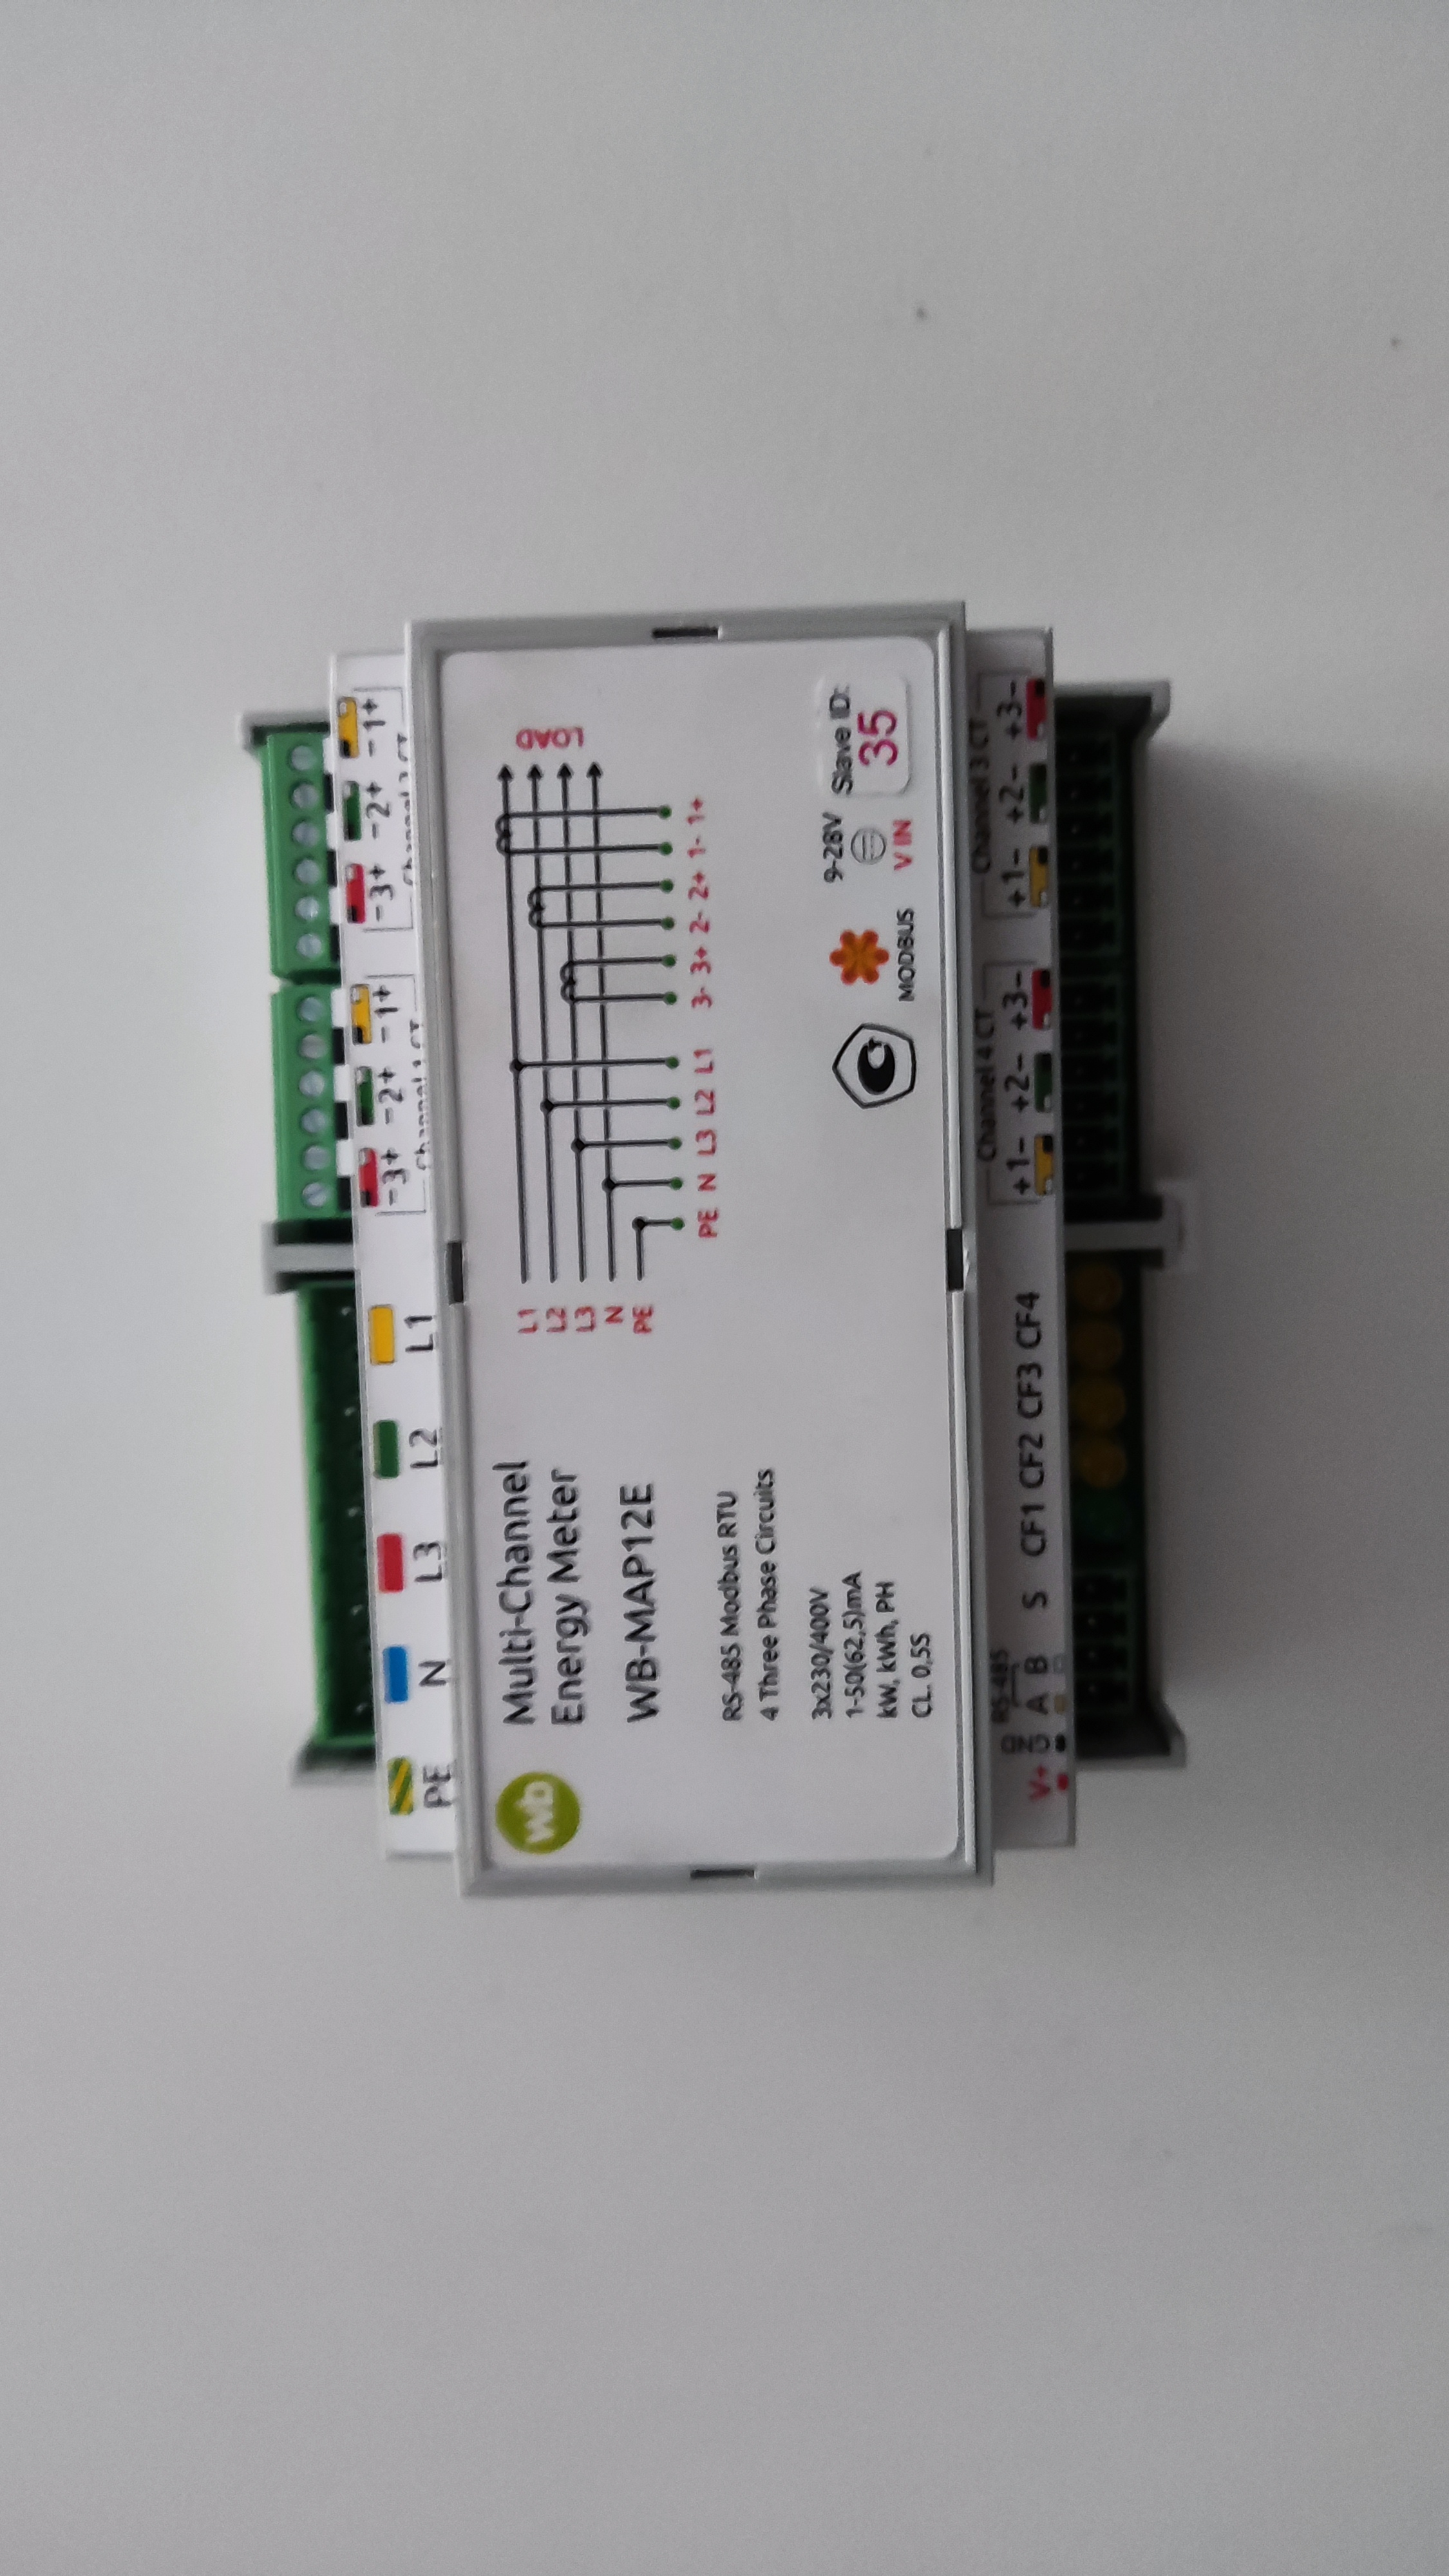 PE N L3 L2 L1
-3+ -2+ -1+
-3+ -2+ -1+
wb
Multi-Channel
Energy Meter
WB-MAP12E
RS-485 Modbus RTU
4 Three Phase Circuits
3x230/400V
1-50(62,5)mA
kW, kWh, PH
CL. 0,5S
L1
L2
L3
N
PE
LOAD
PE N L3 L2 L1 3- 3+ 2- 2+ 1- 1+
MODBUS
9-28V
V IN
Slave ID:
35
V+ GND
RS-485
A B S CF1 CF2 CF3 CF4
Channel 4 CT
+1- +2- +3-
Channel 3 CT
+1- +2- +3-